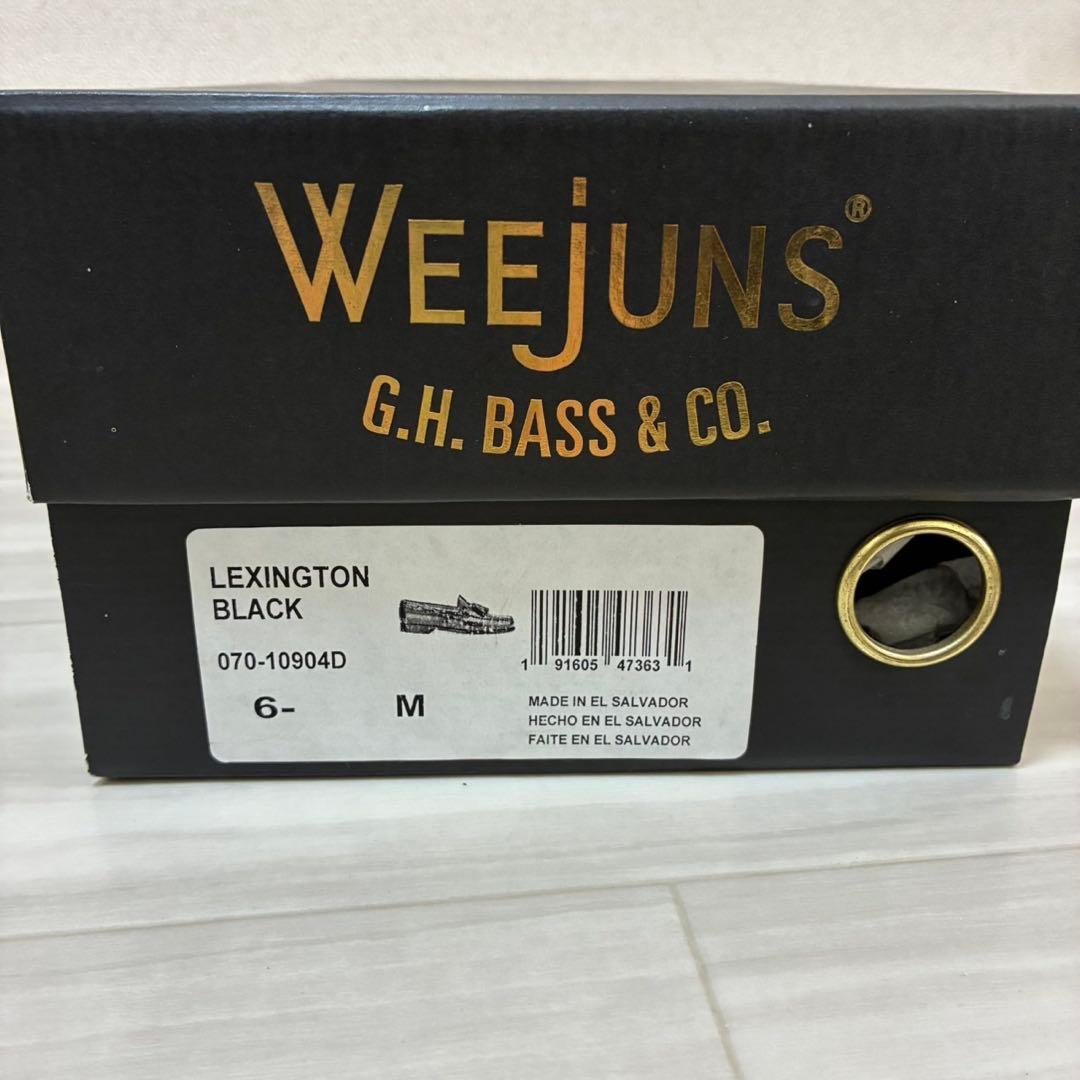 WEEJUNS®
G.H. BASS & CO.
LEXINGTON
BLACK
070-10904D
6- M
1 91605 47363 1
MADE IN EL SALVADOR
HECHO EN EL SALVADOR
FAITE EN EL SALVADOR